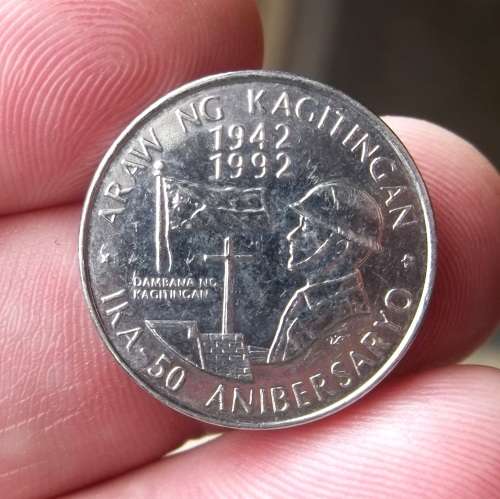 ARAW NG KAGITINGAN
1942
1992
DAMBANA NG
KAGITINGAN
IKA-50 ANIBERSARYO